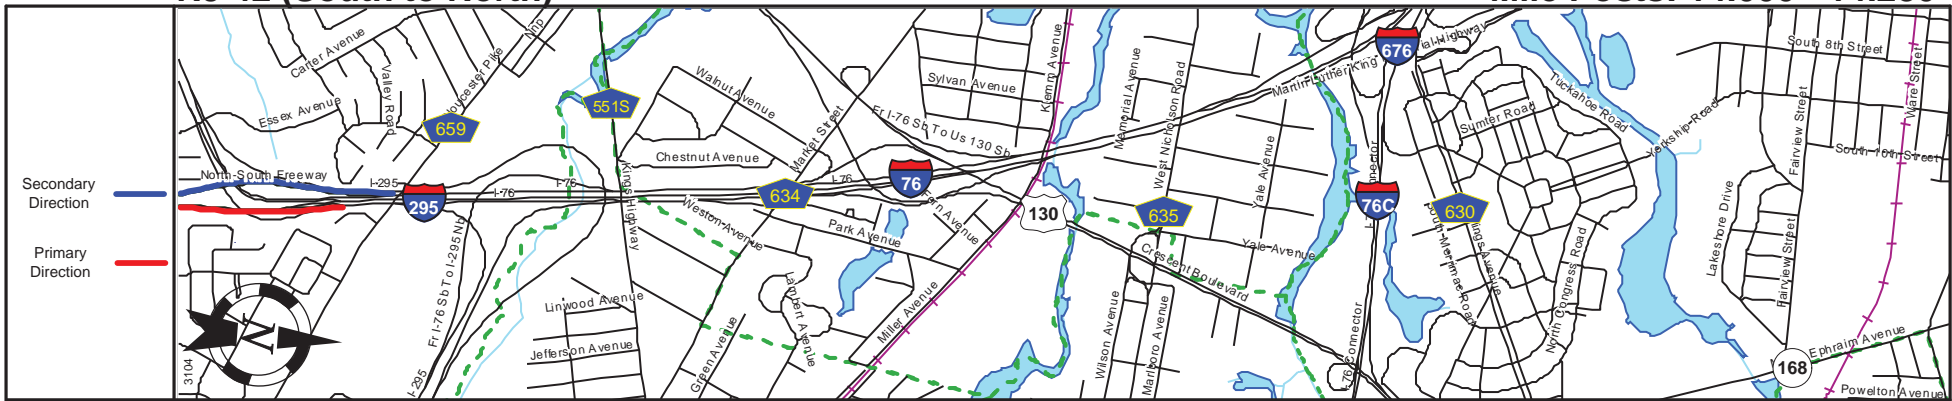 Secondary
Direction
Primary
Direction
Carter Avenue
Valley Road
Essex Avenue
659
North-South Freeway
I-295
295
I-76
I-76
551S
Kings Highway
Walnut Avenue
Chestnut Avenue
Market Street
634
I-76
76
Sylvan Avenue
Fr I-76 Sb To Us 130 Sb
Klemm Avenue
Memorial Avenue
West Nicholson Road
635
130
Weston Avenue
Park Avenue
Fr I-76 Sb To I-295 Nb
I-295
Linwood Avenue
Jefferson Avenue
Green Avenue
Lambert Avenue
Miller Avenue
Crescent Boulevard
Wilson Avenue
Marlboro Avenue
Yale Avenue
Yale Avenue
Martin Luther King
676
76C
630
Sumter Road
Tuckahoe Road
Yorkship Road
South Merrimac Road
North Congress Road
South 8th Street
South 10th Street
Ware Street
Fairview Street
Fairview Street
Lakeshore Drive
168
Ephraim Avenue
Powelton Avenue
N
3104